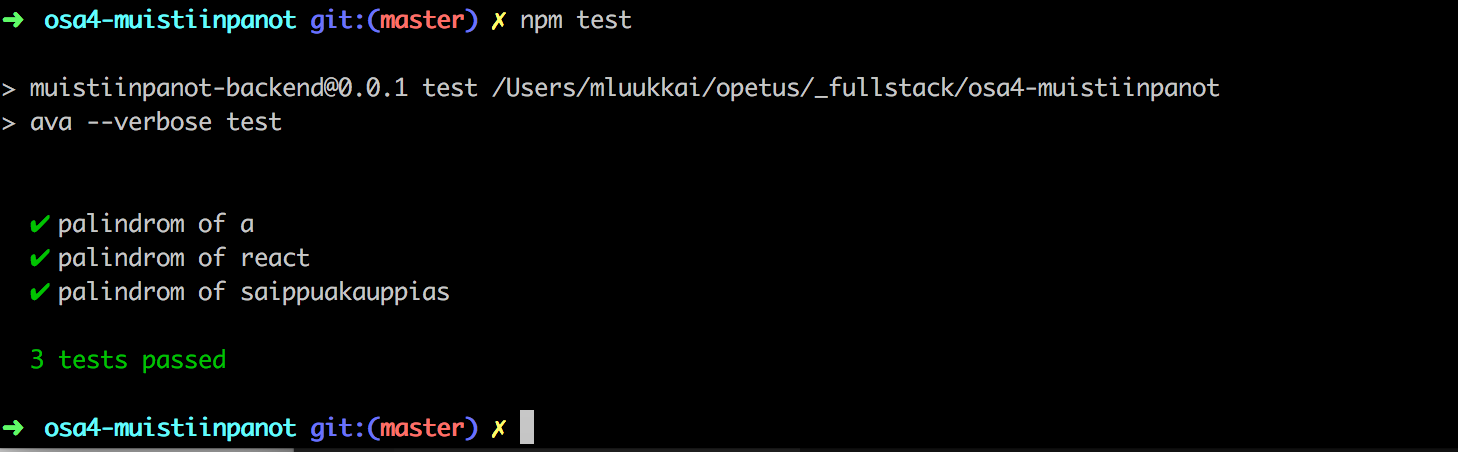 ➜ osa4-muistiinpanot git:(master) ✗ npm test
> muistiinpanot-backend@0.0.1 test /Users/mluukkai/opetus/_fullstack/osa4-muistiinpanot
> ava --verbose test
✔ palindrom of a
✔ palindrom of react
✔ palindrom of saippuakauppias
3 tests passed
➜ osa4-muistiinpanot git:(master) ✗